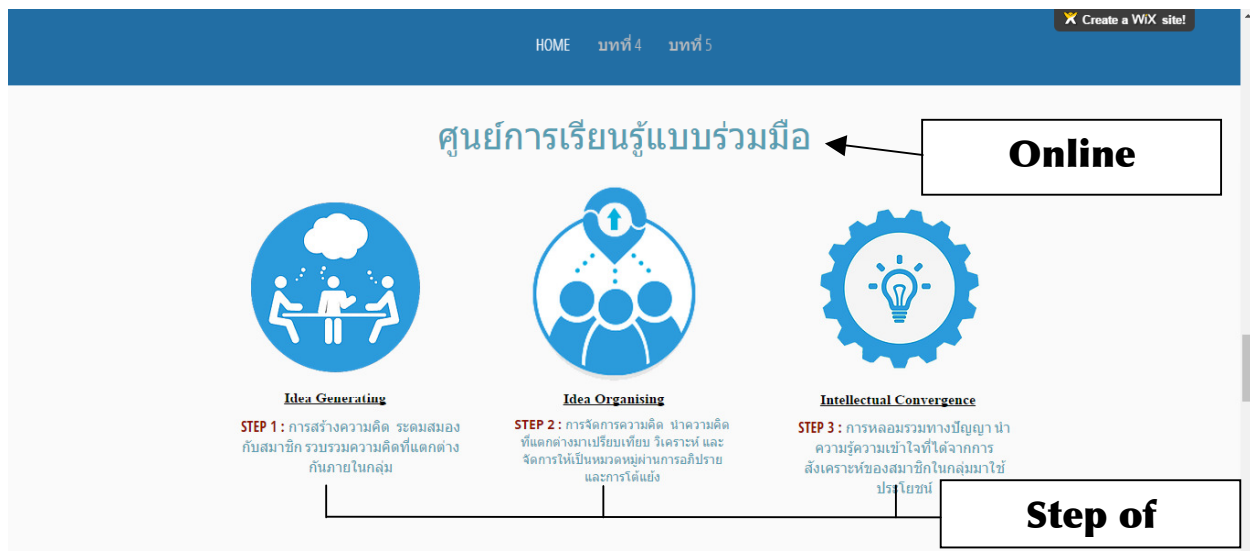 Create a WiX site!
HOME บทที่ 4 บทที่ 5
ศูนย์การเรียนรู้แบบร่วมมือ
Online
Idea Generating
STEP 1 : การสร้างความคิด ระดมสมอง
กับสมาชิก รวบรวมความคิดที่แตกต่าง
กันภายในกลุ่ม
Idea Organising
STEP 2 : การจัดการความคิด นำความคิด
ที่แตกต่างมาเปรียบเทียบ วิเคราะห์ และ
จัดการให้เป็นหมวดหมู่ผ่านการอภิปราย
และการโต้แย้ง
Intellectual Convergence
STEP 3 : การหลอมรวมทางปัญญา นำ
ความรู้ความเข้าใจที่ได้จากการ
สังเคราะห์ของสมาชิกในกลุ่มมาใช้
ประโยชน์
Step of